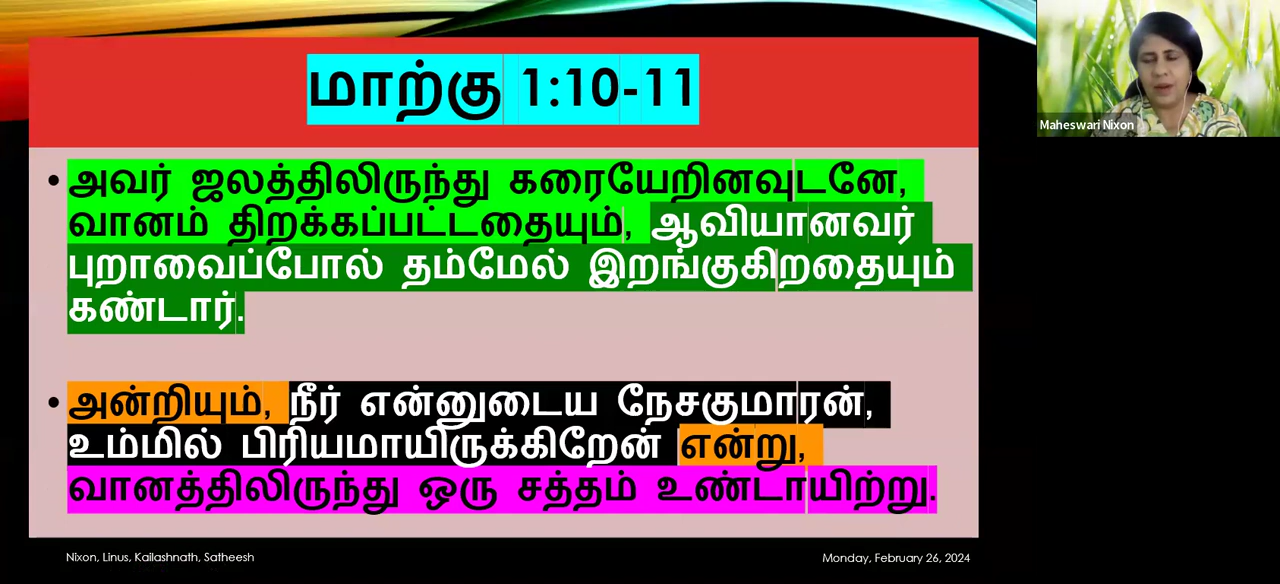 மாற்கு 1:10-11
Maheswari Nixon
• அவர் ஜலத்திலிருந்து கரையேறினவுடனே,
வானம் திறக்கப்பட்டதையும், ஆவியானவர்
புறாவைப்போல் தம்மேல் இறங்குகிறதையும்
கண்டார்.
• அன்றியும், நீர் என்னுடைய நேசகுமாரன்,
உம்மில் பிரியமாயிருக்கிறேன் என்று,
வானத்திலிருந்து ஒரு சத்தம் உண்டாயிற்று.
Nixon, Linus, Kailashnath, Satheesh
Monday, February 26, 2024